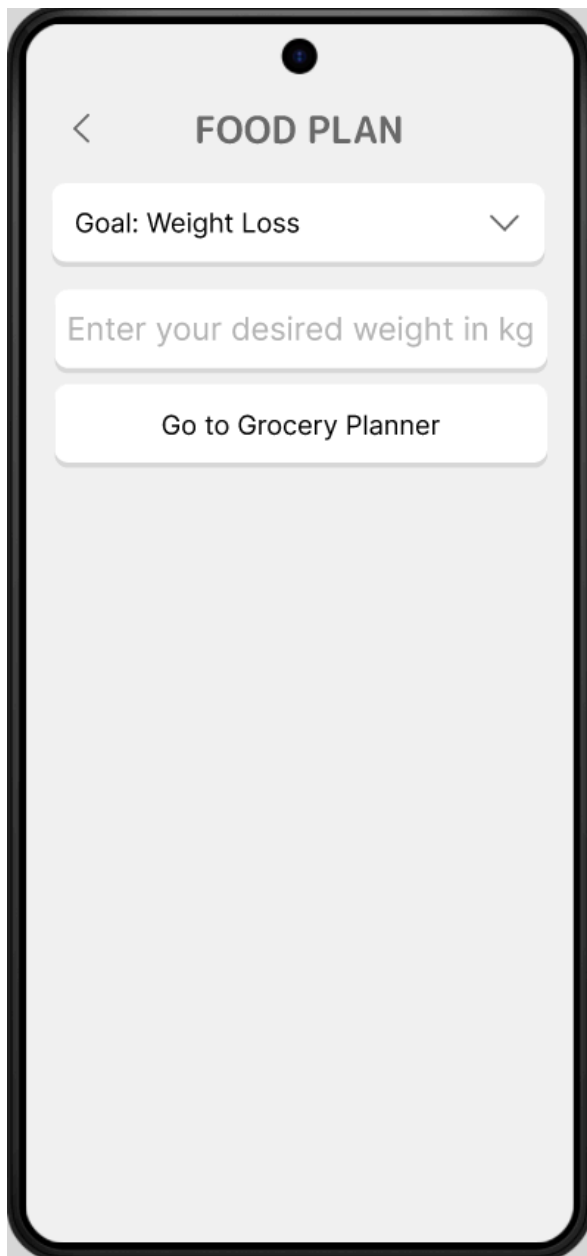 FOOD PLAN
Goal: Weight Loss
Enter your desired weight in kg
Go to Grocery Planner